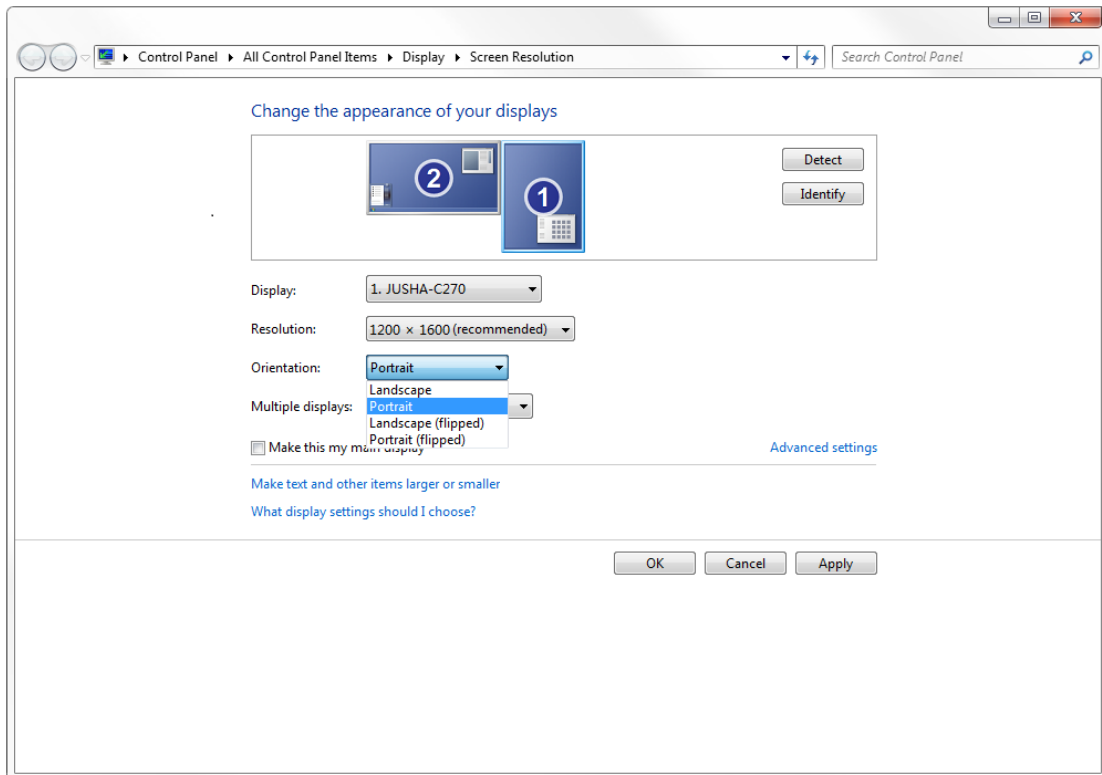 Control Panel All Control Panel Items Display Screen Resolution Search Control Panel
Change the appearance of your displays
2
1
Detect
Identify
Display: 1. JUSHA-C270
Resolution: 1200 × 1600 (recommended)
Orientation: Portrait
Landscape
Multiple displays: Portrait
Landscape (flipped)
Portrait (flipped)
Make this my main display Advanced settings
Make text and other items larger or smaller
What display settings should I choose?
OK Cancel Apply